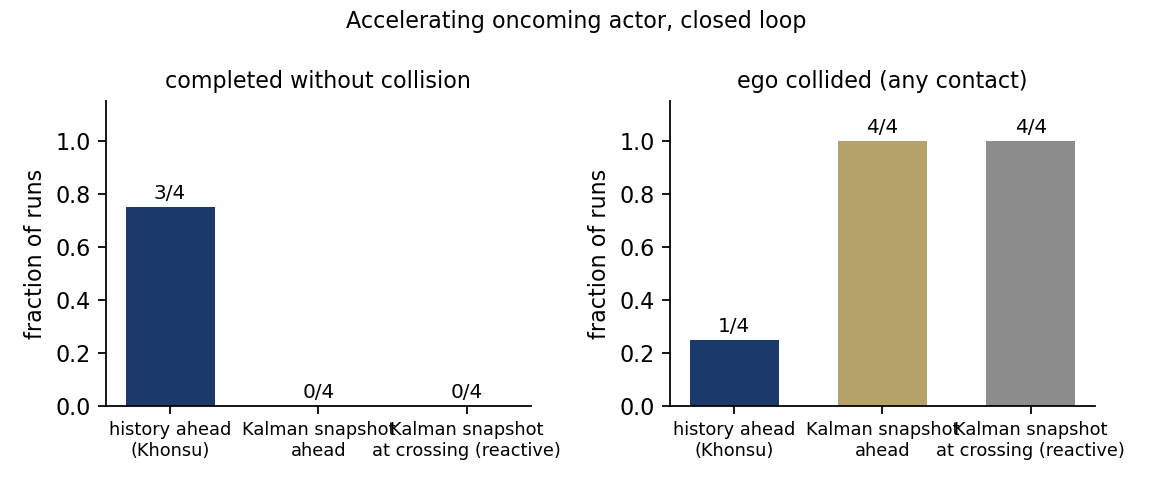 Accelerating oncoming actor, closed loop
completed without collision
fraction of runs
1.0
0.8
0.6
0.4
0.2
0.0
3/4
0/4
0/4
history ahead
(Khonsu)
Kalman snapshot
ahead
Kalman snapshot
at crossing (reactive)
ego collided (any contact)
fraction of runs
1.0
0.8
0.6
0.4
0.2
0.0
1/4
4/4
4/4
history ahead
(Khonsu)
Kalman snapshot
ahead
Kalman snapshot
at crossing (reactive)